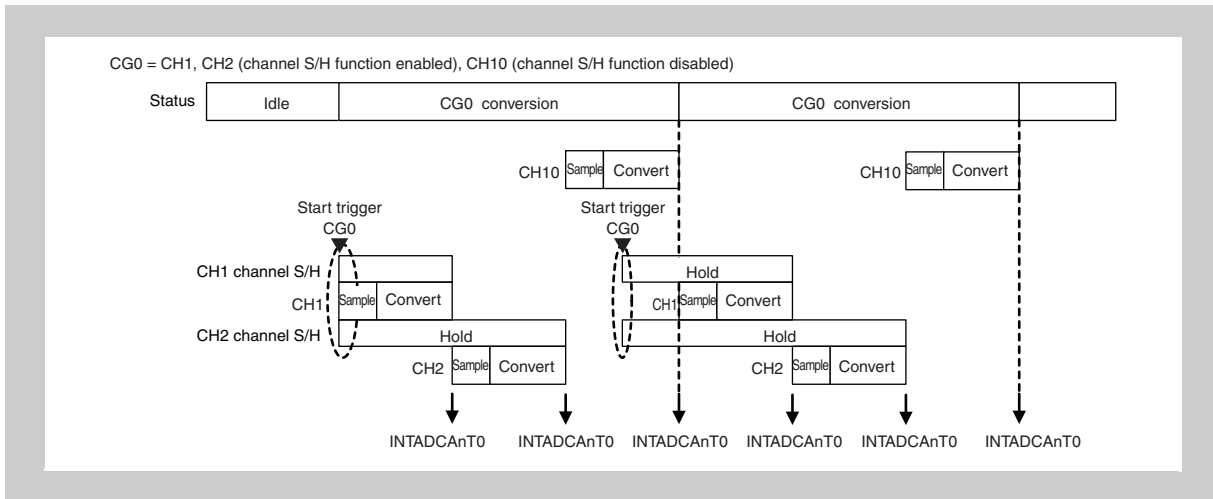 CG0 = CH1, CH2 (channel S/H function enabled), CH10 (channel S/H function disabled)
Status Idle CG0 conversion CG0 conversion
CH10 Sample Convert CH10 Sample Convert
Start trigger Start trigger
CG0 CG0
CH1 channel S/H Hold
CH1 Sample Convert CH1 Sample Convert
CH2 channel S/H Hold Hold
CH2 Sample Convert CH2 Sample Convert
INTADCAnT0 INTADCAnT0 INTADCAnT0 INTADCAnT0 INTADCAnT0 INTADCAnT0